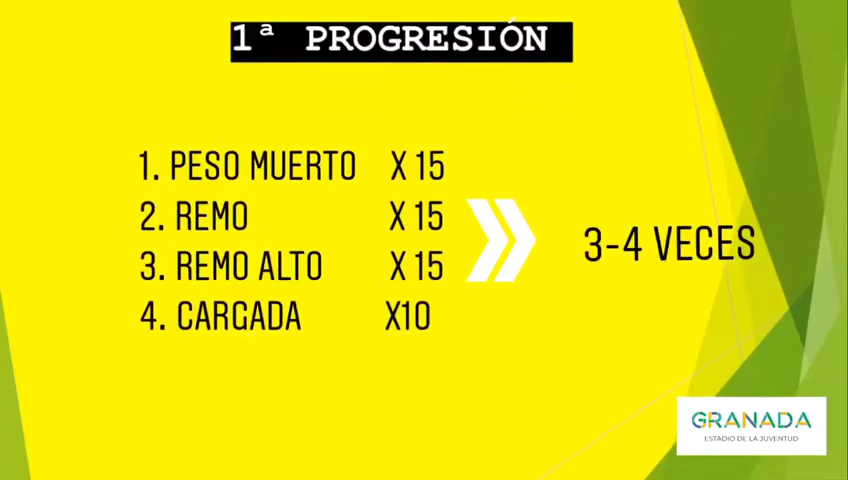 1ª PROGRESIÓN
1. PESO MUERTO X 15
2. REMO X 15
3. REMO ALTO X 15
4. CARGADA X10
3-4 VECES
GRANADA
ESTADIO DE LA JUVENTUD